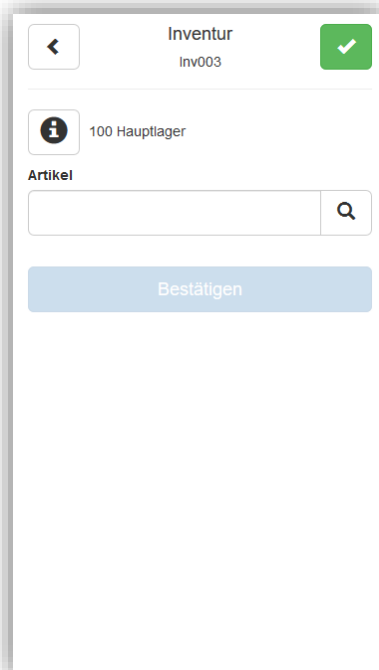 Inventur
Inv003
100 Hauptlager
Artikel
Bestätigen